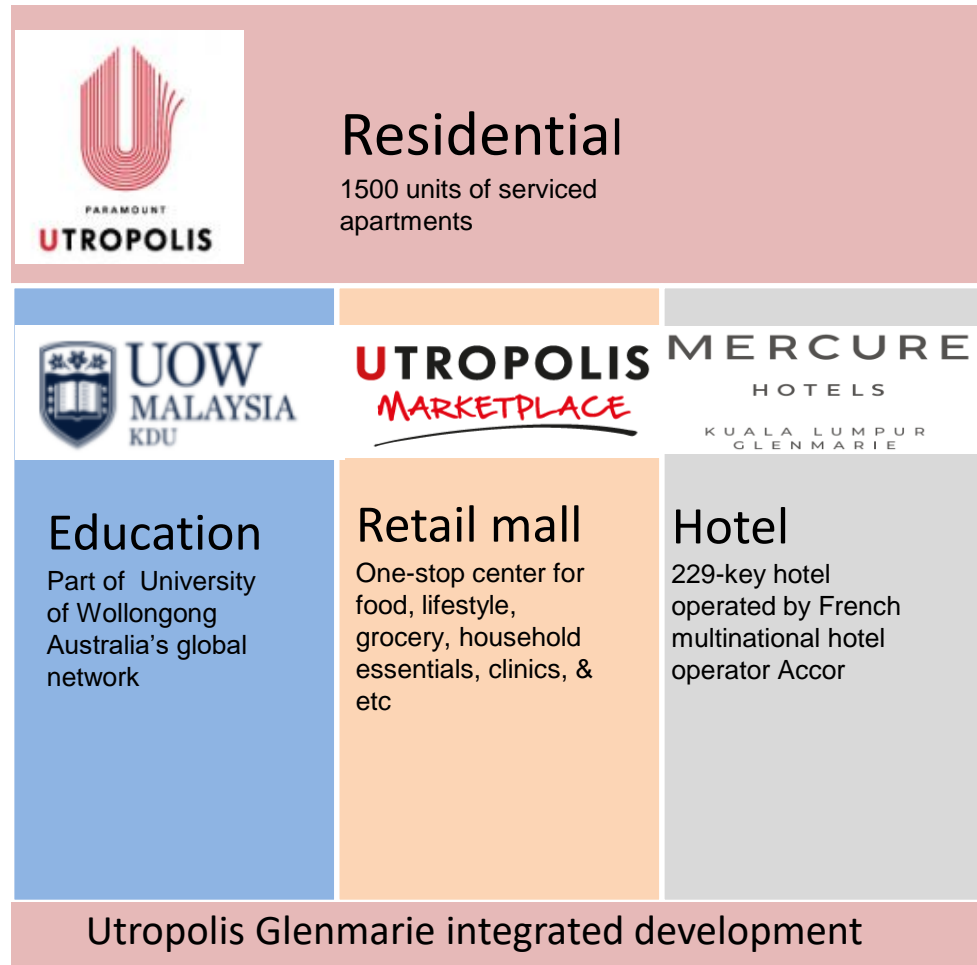 PARAMOUNT
UTROPOLIS
Residential
1500 units of serviced
apartments
UOW
MALAYSIA
KDU
Education
Part of  University
of Wollongong
Australia’s global
network
UTROPOLIS
MARKETPLACE
Retail mall
One-stop center for
food, lifestyle,
grocery, household
essentials, clinics, &
etc
MERCURE
HOTELS
KUALA LUMPUR
GLENMARIE
Hotel
229-key hotel
operated by French
multinational hotel
operator Accor
Utropolis Glenmarie integrated development